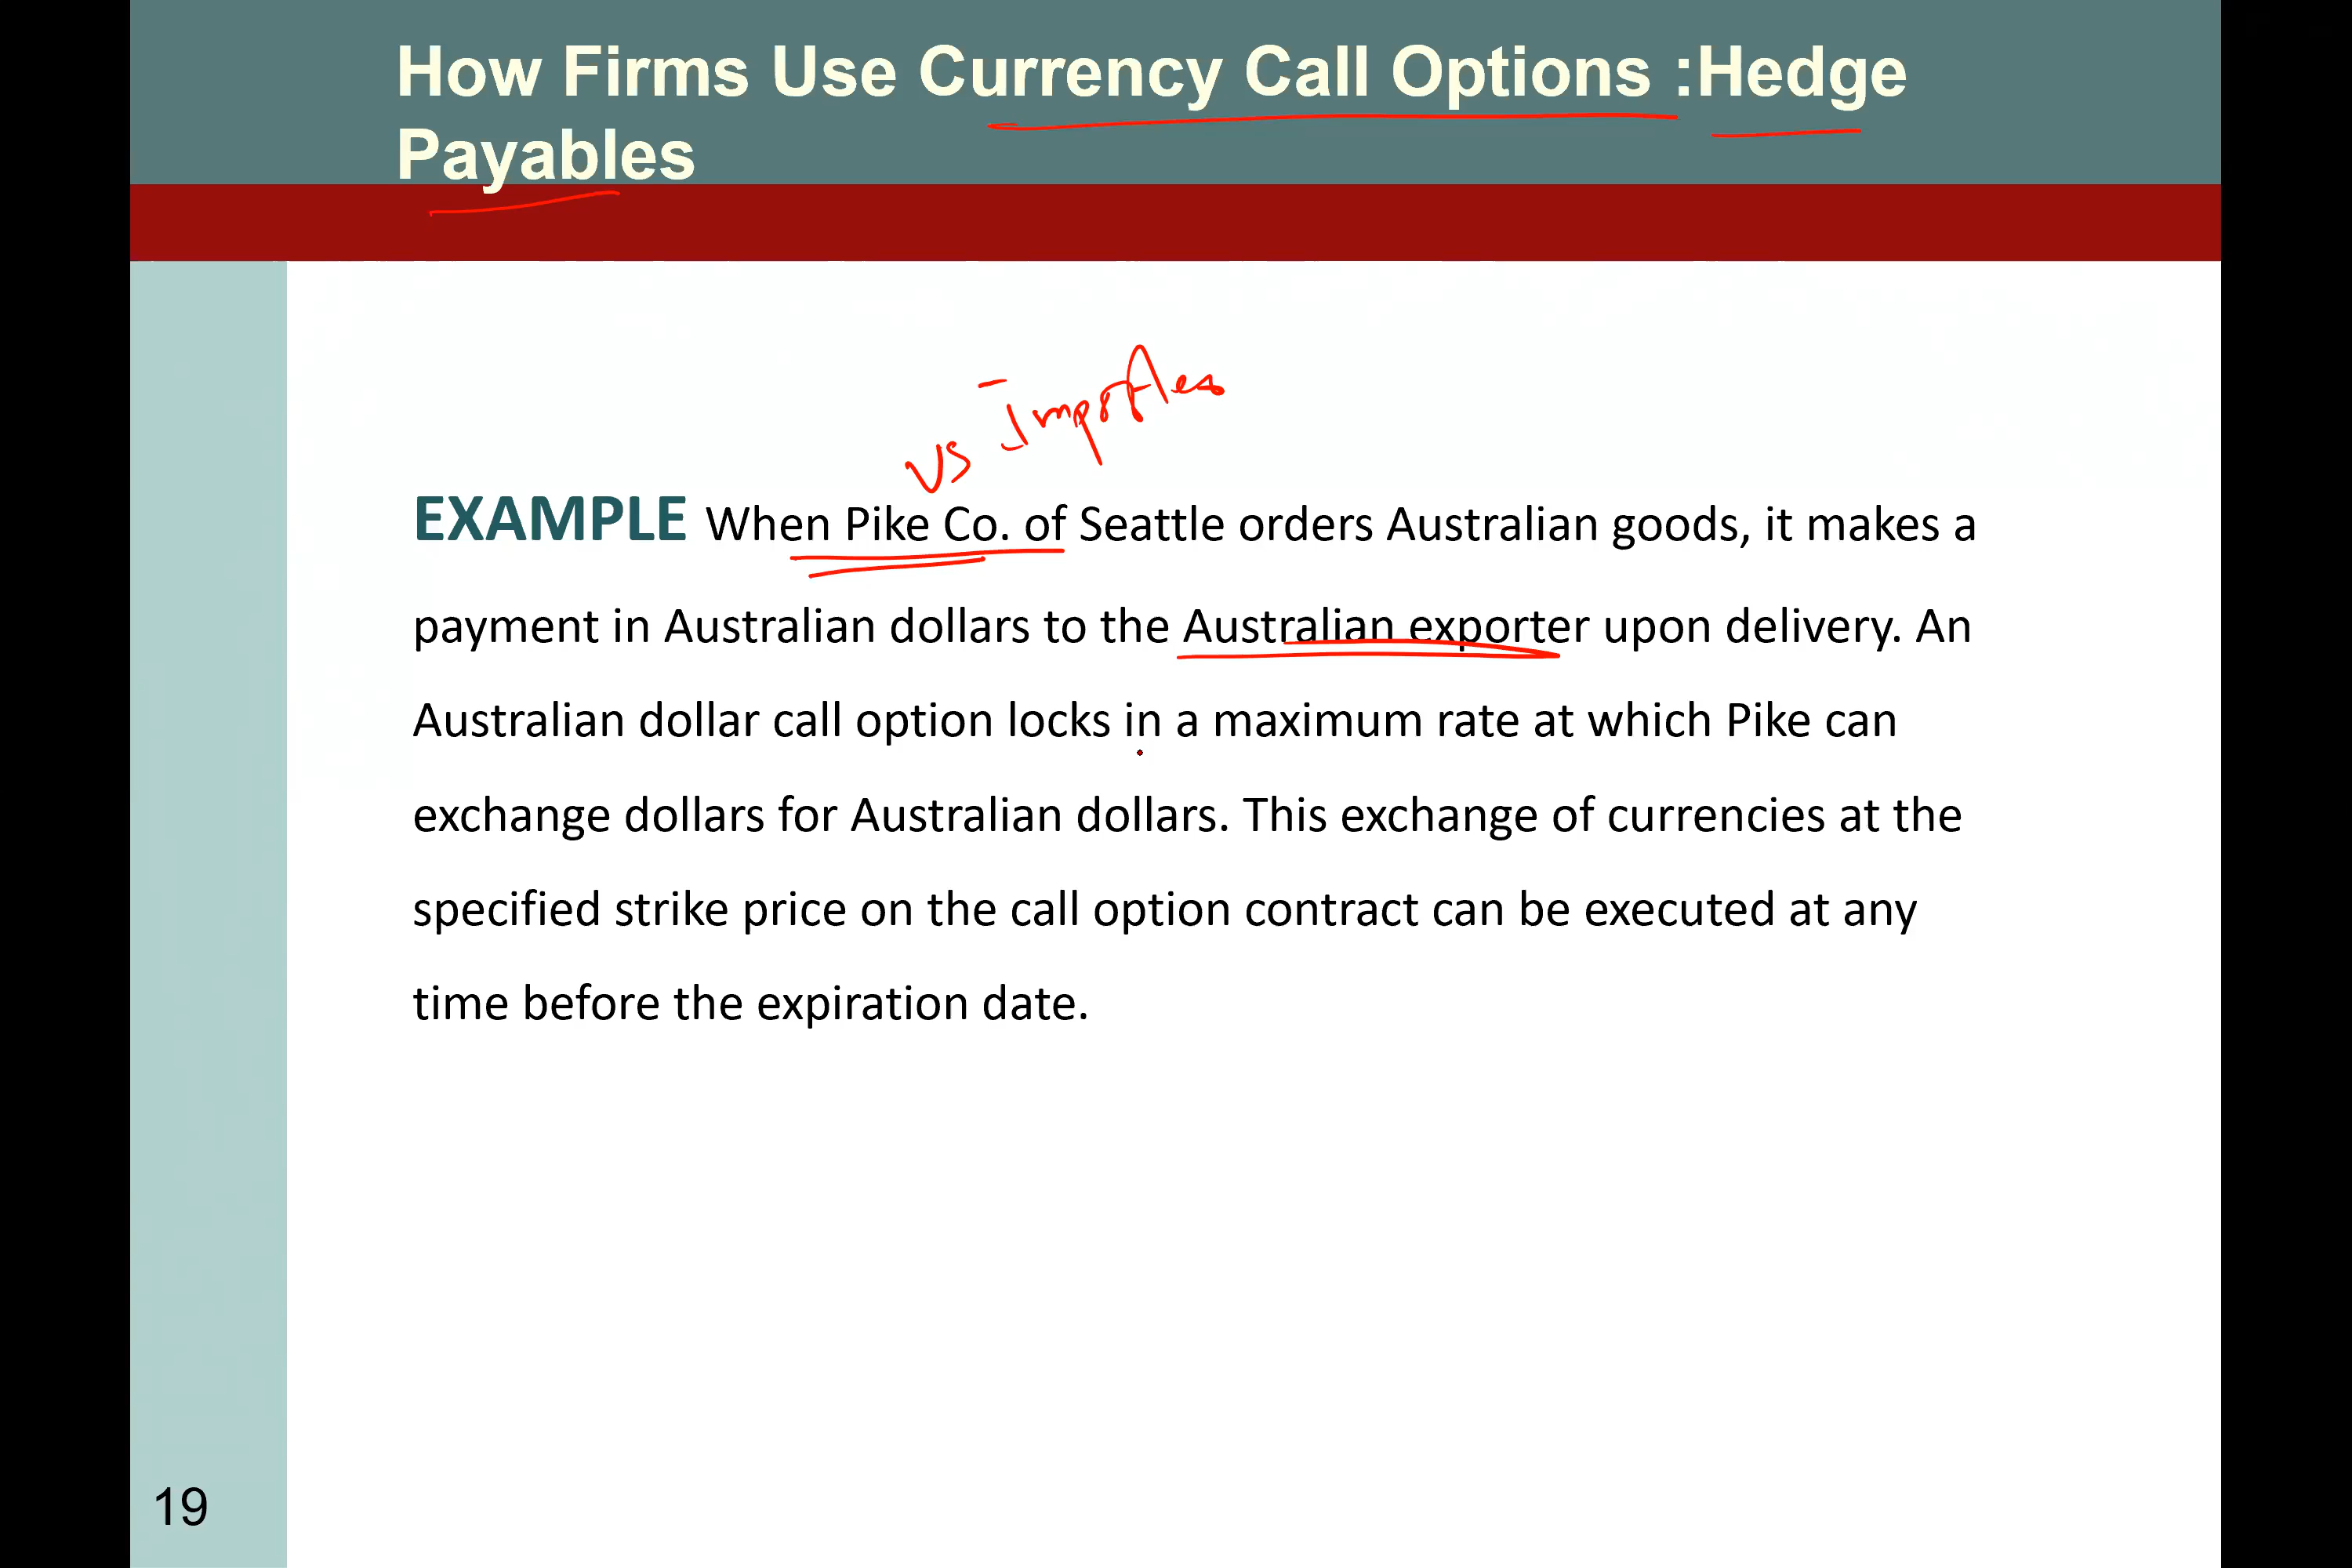 How Firms Use Currency Call Options :Hedge
Payables
US Importer
EXAMPLE When Pike Co. of Seattle orders Australian goods, it makes a
payment in Australian dollars to the Australian exporter upon delivery. An
Australian dollar call option locks in a maximum rate at which Pike can
exchange dollars for Australian dollars. This exchange of currencies at the
specified strike price on the call option contract can be executed at any
time before the expiration date.
19